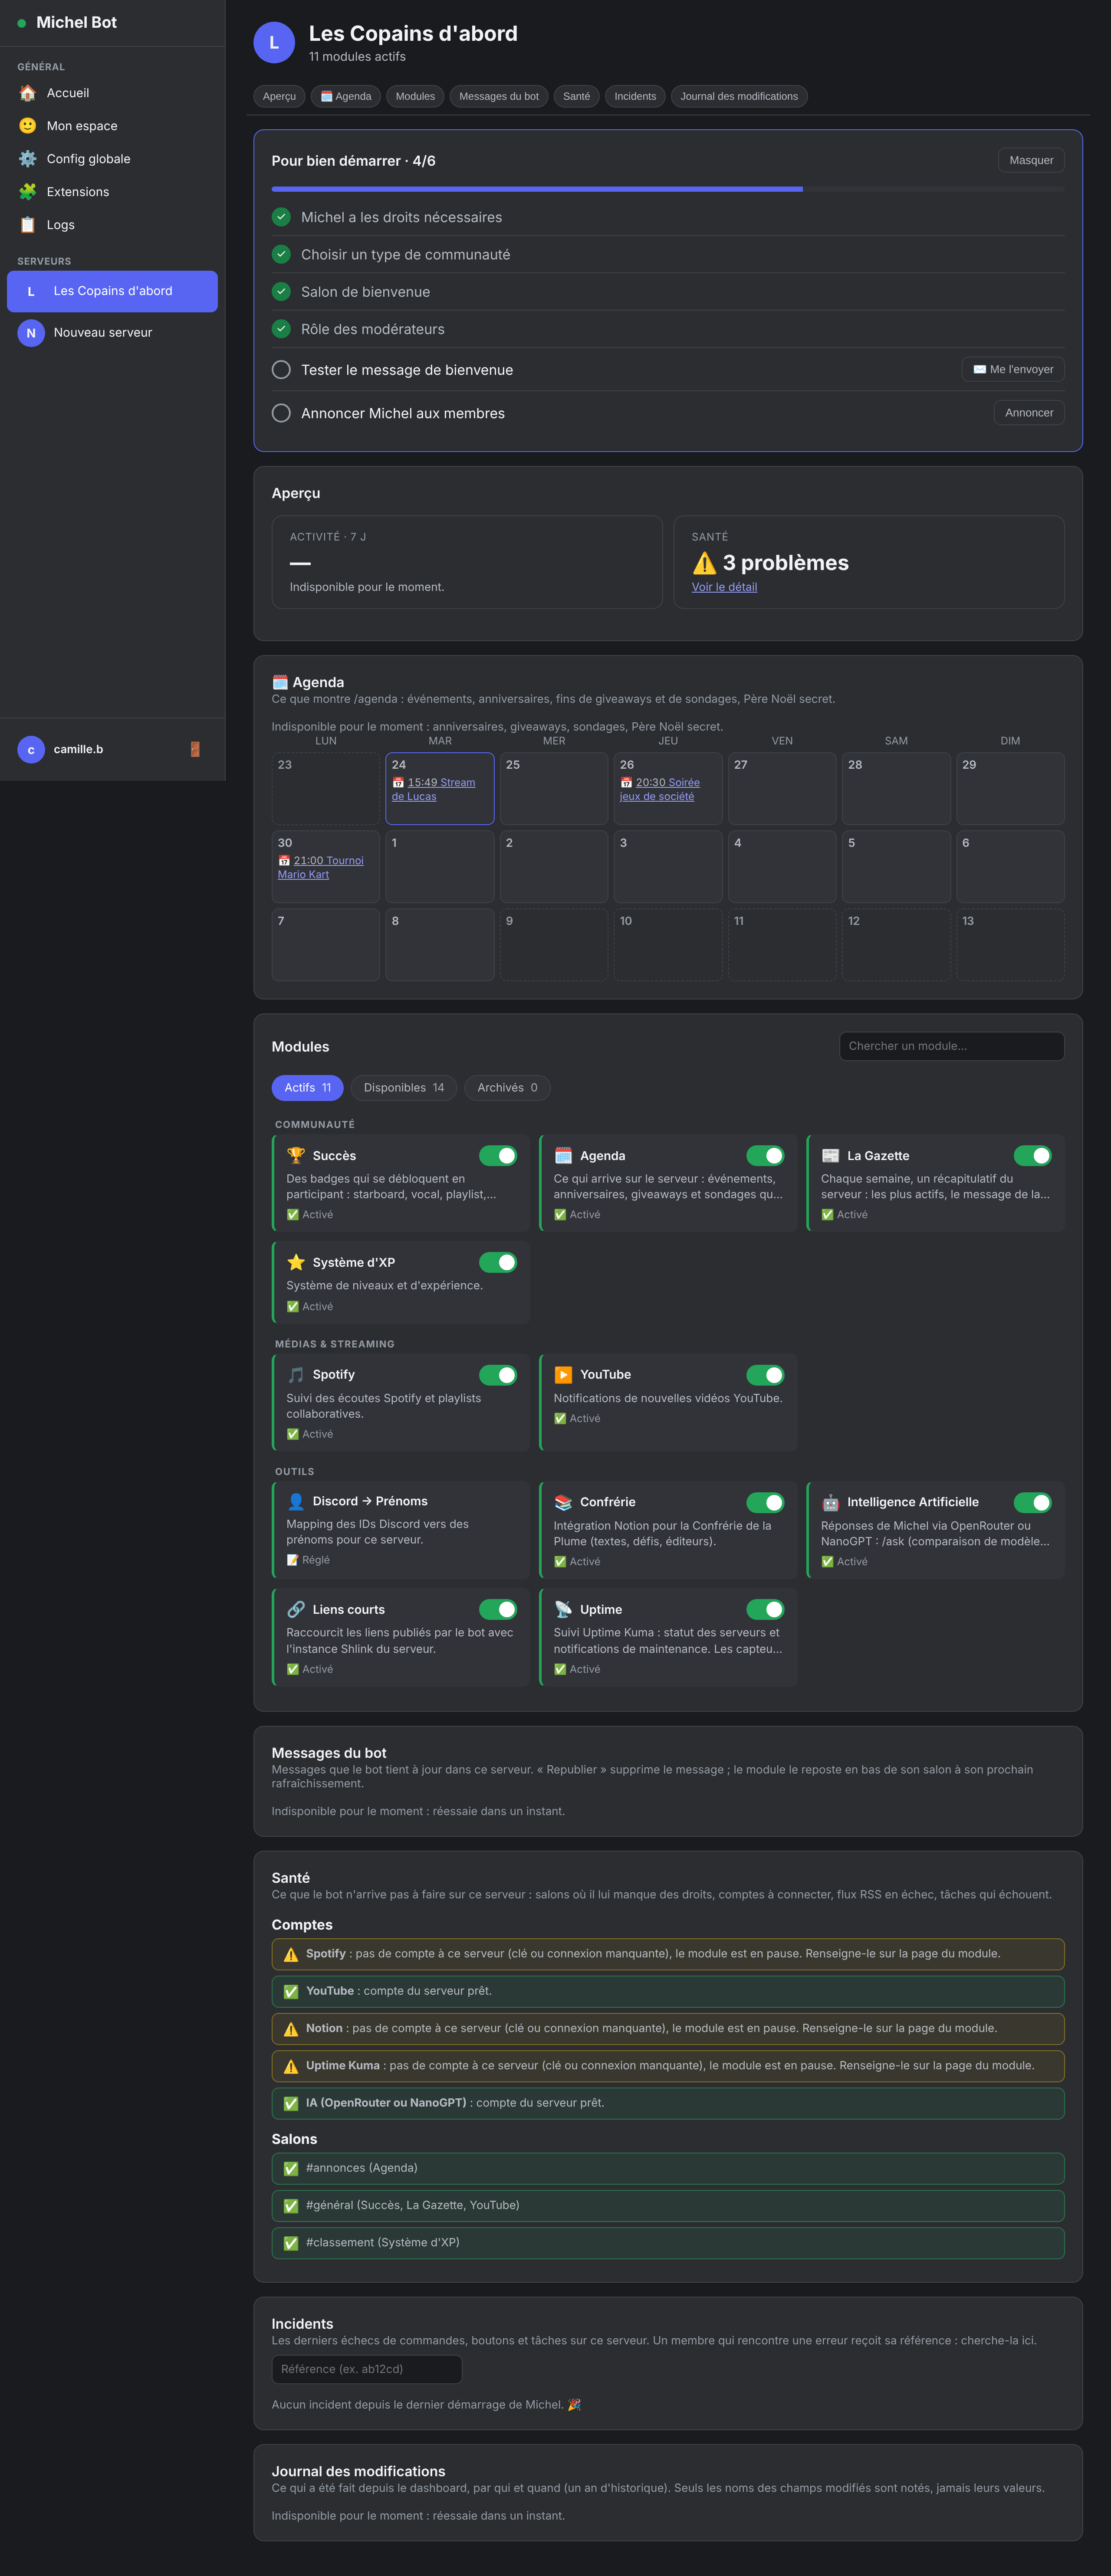 Michel Bot
GÉNÉRAL
Accueil
Mon espace
Config globale
Extensions
Logs
SERVEURS
L Les Copains d'abord
N Nouveau serveur
c camille.b
L
Les Copains d'abord
11 modules actifs
Aperçu
Agenda
Modules
Messages du bot
Santé
Incidents
Journal des modifications
Pour bien démarrer · 4/6
Masquer
Michel a les droits nécessaires
Choisir un type de communauté
Salon de bienvenue
Rôle des modérateurs
Tester le message de bienvenue
Me l'envoyer
Annoncer Michel aux membres
Annoncer
Aperçu
ACTIVITÉ · 7 J
—
Indisponible pour le moment.
SANTÉ
3 problèmes
Voir le détail
Agenda
Ce que montre /agenda : événements, anniversaires, fins de giveaways et de sondages, Père Noël secret.
Indisponible pour le moment : anniversaires, giveaways, sondages, Père Noël secret.
LUN MAR MER JEU VEN SAM DIM
23 24 25 26 27 28 29
15:49 Stream
de Lucas
20:30 Soirée
jeux de société
30 1 2 3 4 5 6
21:00 Tournoi
Mario Kart
7 8 9 10 11 12 13
Modules
Chercher un module...
Actifs 11
Disponibles 14
Archivés 0
COMMUNAUTÉ
Succès
Des badges qui se débloquent en
participant : starboard, vocal, playlist,...
Activé
Agenda
Ce qui arrive sur le serveur : événements,
anniversaires, giveaways et sondages qu...
Activé
La Gazette
Chaque semaine, un récapitulatif du
serveur : les plus actifs, le message de la...
Activé
Système d'XP
Système de niveaux et d'expérience.
Activé
MÉDIAS & STREAMING
Spotify
Suivi des écoutes Spotify et playlists
collaboratives.
Activé
YouTube
Notifications de nouvelles vidéos YouTube.
Activé
OUTILS
Discord → Prénoms
Mapping des IDs Discord vers des
prénoms pour ce serveur.
Réglé
Confrérie
Intégration Notion pour la Confrérie de la
Plume (textes, défis, éditeurs).
Activé
Intelligence Artificielle
Réponses de Michel via OpenRouter ou
NanoGPT : /ask (comparaison de modèle...
Activé
Liens courts
Raccourcit les liens publiés par le bot avec
l'instance Shlink du serveur.
Activé
Uptime
Suivi Uptime Kuma : statut des serveurs et
notifications de maintenance. Les capteu...
Activé
Messages du bot
Messages que le bot tient à jour dans ce serveur. « Republier » supprime le message ; le module le reposte en bas de son salon à son prochain
rafraîchissement.
Indisponible pour le moment : réessaie dans un instant.
Santé
Ce que le bot n'arrive pas à faire sur ce serveur : salons où il lui manque des droits, comptes à connecter, flux RSS en échec, tâches qui échouent.
Comptes
Spotify : pas de compte à ce serveur (clé ou connexion manquante), le module est en pause. Renseigne-le sur la page du module.
YouTube : compte du serveur prêt.
Notion : pas de compte à ce serveur (clé ou connexion manquante), le module est en pause. Renseigne-le sur la page du module.
Uptime Kuma : pas de compte à ce serveur (clé ou connexion manquante), le module est en pause. Renseigne-le sur la page du module.
IA (OpenRouter ou NanoGPT) : compte du serveur prêt.
Salons
#annonces (Agenda)
#général (Succès, La Gazette, YouTube)
#classement (Système d'XP)
Incidents
Les derniers échecs de commandes, boutons et tâches sur ce serveur. Un membre qui rencontre une erreur reçoit sa référence : cherche-la ici.
Référence (ex. ab12cd)
Aucun incident depuis le dernier démarrage de Michel. 🎉
Journal des modifications
Ce qui a été fait depuis le dashboard, par qui et quand (un an d'historique). Seuls les noms des champs modifiés sont notés, jamais leurs valeurs.
Indisponible pour le moment : réessaie dans un instant.